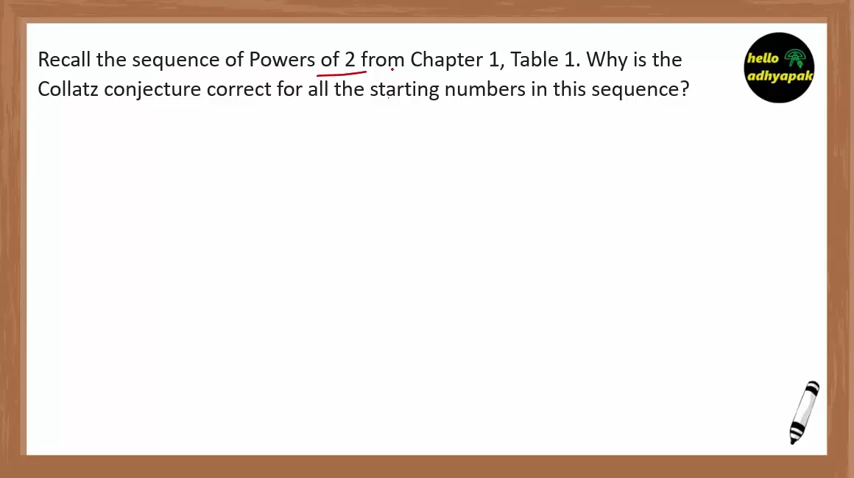 Recall the sequence of Powers of 2 from Chapter 1, Table 1. Why is the
Collatz conjecture correct for all the starting numbers in this sequence?
hello
adhyapak